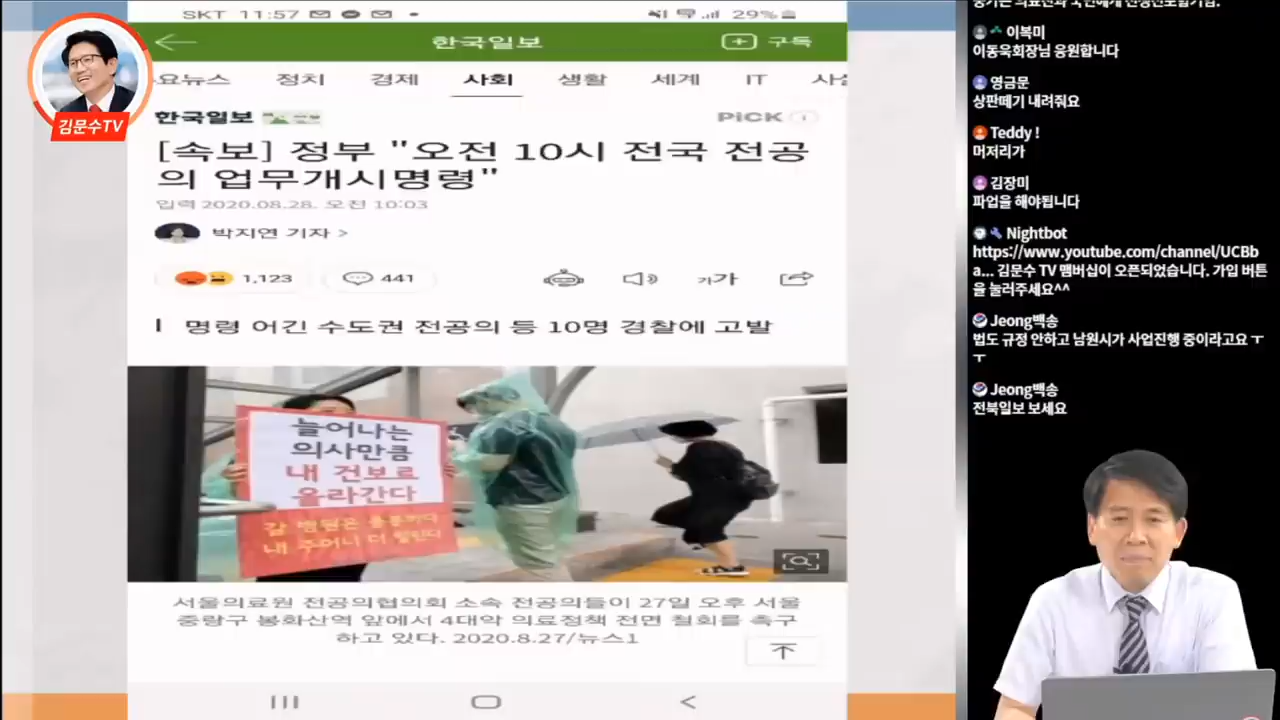 SKT 11:57
29%
한국일보
구독
요뉴스 정치 경제 사회 생활 세계 IT 사설
한국일보
PiCK
[속보] 정부 "오전 10시 전국 전공
의 업무개시명령"
입력 2020.08.28. 오전 10:03
박지연 기자 >
1,123
441
가가
명령 어긴 수도권 전공의 등 10명 경찰에 고발
늘어나는
의사만큼
내 건보료
올라간다
내 주머니 더
서울의료원 전공의협의회 소속 전공의들이 27일 오후 서울
중랑구 봉화산역 앞에서 4대악 의료정책 전면 철회를 촉구
하고 있다. 2020.8.27/뉴스1
김문수TV
이복미
이동욱회장님 응원합니다
영금문
상판떼기 내려줘요
Teddy !
머저리가
김장미
파업을 해야됩니다
Nightbot
https://www.youtube.com/channel/UCBb
a... 김문수 TV 멤버십이 오픈되었습니다. 가입 버튼
을 눌러주세요^^
Jeong백송
법도 규정 안하고 남원시가 사업진행 중이라고요 ㅜ
ㅜ
Jeong백송
전북일보 보세요